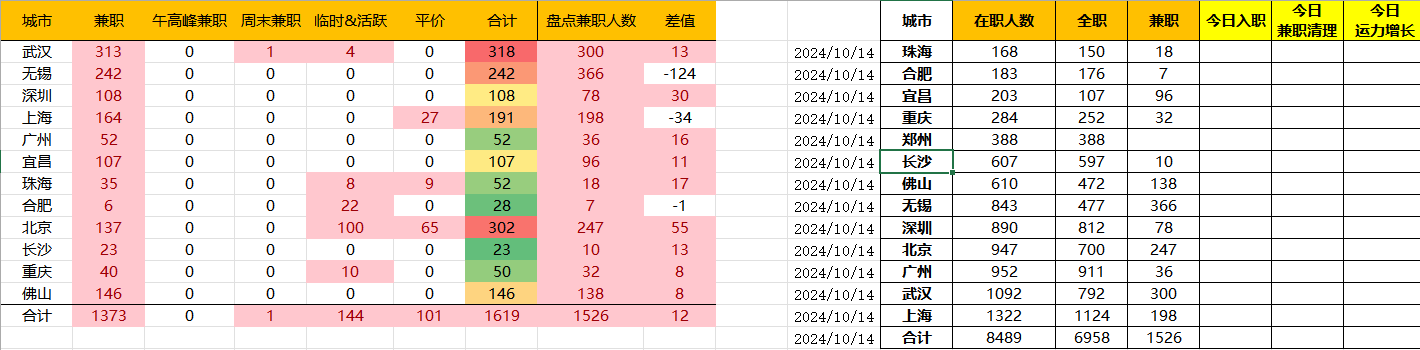 城市 兼职 午高峰兼职 周末兼职 临时&活跃 平价 合计 盘点兼职人数 差值
武汉 313 0 1 4 0 318 300 13
无锡 242 0 0 0 0 242 366 -124
深圳 108 0 0 0 0 108 78 30
上海 164 0 0 0 27 191 198 -34
广州 52 0 0 0 0 52 36 16
宜昌 107 0 0 0 0 107 96 11
珠海 35 0 0 8 9 52 18 17
合肥 6 0 0 22 0 28 7 -1
北京 137 0 0 100 65 302 247 55
长沙 23 0 0 0 0 23 10 13
重庆 40 0 0 10 0 50 32 8
佛山 146 0 0 0 0 146 138 8
合计 1373 0 1 144 101 1619 1526 12
城市 在职人数 全职 兼职 今日入职 今日
兼职清理 今日
运力增长
2024/10/14 珠海 168 150 18
2024/10/14 合肥 183 176 7
2024/10/14 宜昌 203 107 96
2024/10/14 重庆 284 252 32
2024/10/14 郑州 388 388
2024/10/14 长沙 607 597 10
2024/10/14 佛山 610 472 138
2024/10/14 无锡 843 477 366
2024/10/14 深圳 890 812 78
2024/10/14 北京 947 700 247
2024/10/14 广州 952 911 36
2024/10/14 武汉 1092 792 300
2024/10/14 上海 1322 1124 198
2024/10/14 合计 8489 6958 1526